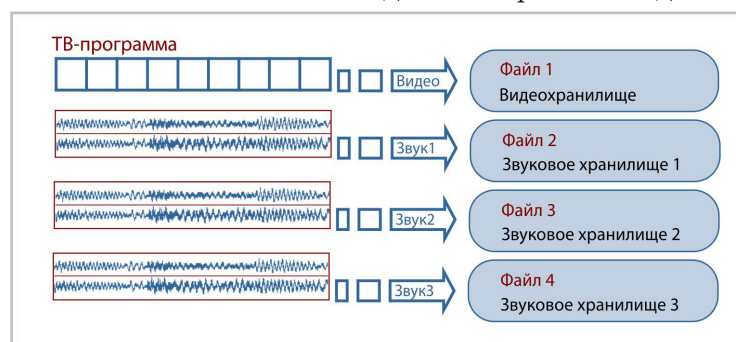 ТВ-программа
Видео
Файл 1
Видеохранилище
Звук1
Файл 2
Звуковое хранилище 1
Звук2
Файл 3
Звуковое хранилище 2
Звук3
Файл 4
Звуковое хранилище 3